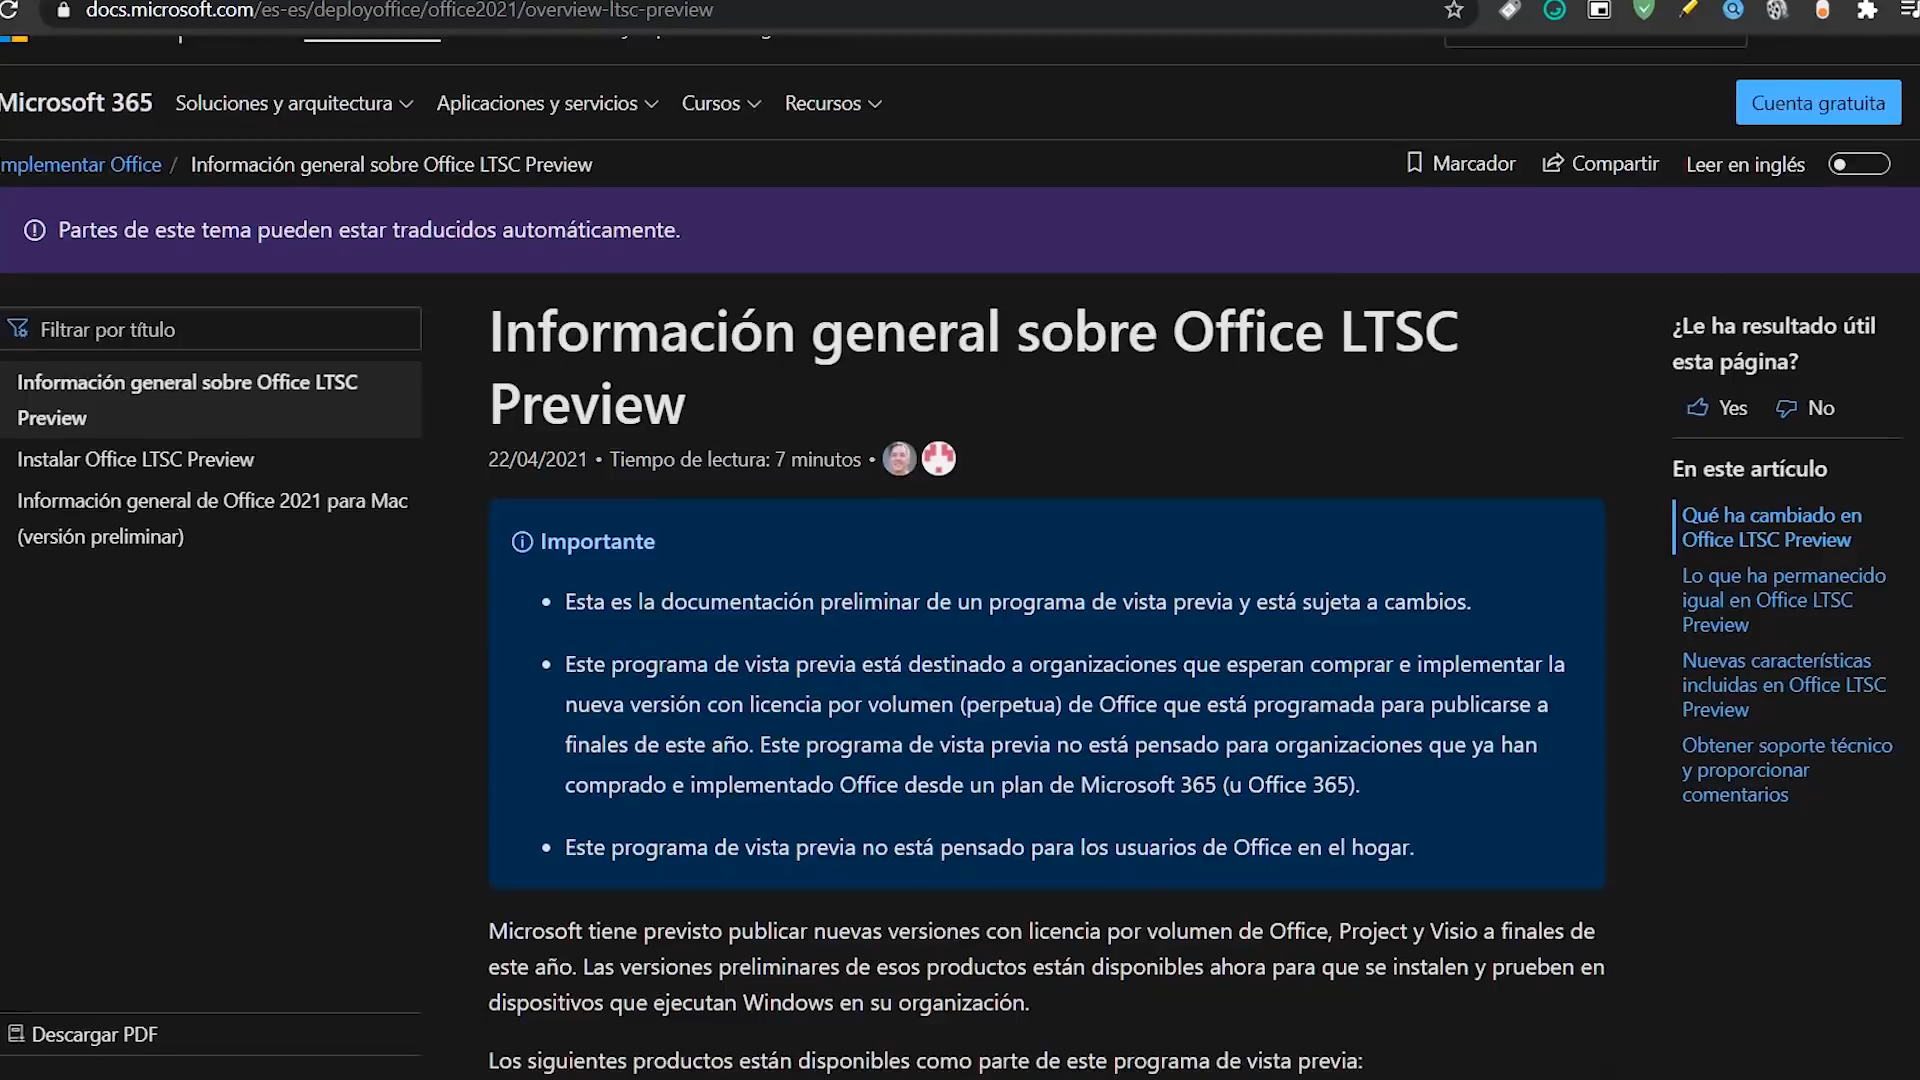 docs.microsoft.com/es-es/deployoffice/office2021/overview-ltsc-preview
Microsoft 365
Soluciones y arquitectura
Aplicaciones y servicios
Cursos
Recursos
Cuenta gratuita
mplementar Office / Información general sobre Office LTSC Preview
Marcador
Compartir
Leer en inglés
Partes de este tema pueden estar traducidos automáticamente.
Filtrar por título
Información general sobre Office LTSC
Preview
Instalar Office LTSC Preview
Información general de Office 2021 para Mac
(versión preliminar)
Descargar PDF
Información general sobre Office LTSC
Preview
22/04/2021 • Tiempo de lectura: 7 minutos •
Importante
• Esta es la documentación preliminar de un programa de vista previa y está sujeta a cambios.
• Este programa de vista previa está destinado a organizaciones que esperan comprar e implementar la
nueva versión con licencia por volumen (perpetua) de Office que está programada para publicarse a
finales de este año. Este programa de vista previa no está pensado para organizaciones que ya han
comprado e implementado Office desde un plan de Microsoft 365 (u Office 365).
• Este programa de vista previa no está pensado para los usuarios de Office en el hogar.
Microsoft tiene previsto publicar nuevas versiones con licencia por volumen de Office, Project y Visio a finales de
este año. Las versiones preliminares de esos productos están disponibles ahora para que se instalen y prueben en
dispositivos que ejecutan Windows en su organización.
Los siguientes productos están disponibles como parte de este programa de vista previa:
¿Le ha resultado útil
esta página?
Yes
No
En este artículo
Qué ha cambiado en
Office LTSC Preview
Lo que ha permanecido
igual en Office LTSC
Preview
Nuevas características
incluidas en Office LTSC
Preview
Obtener soporte técnico
y proporcionar
comentarios